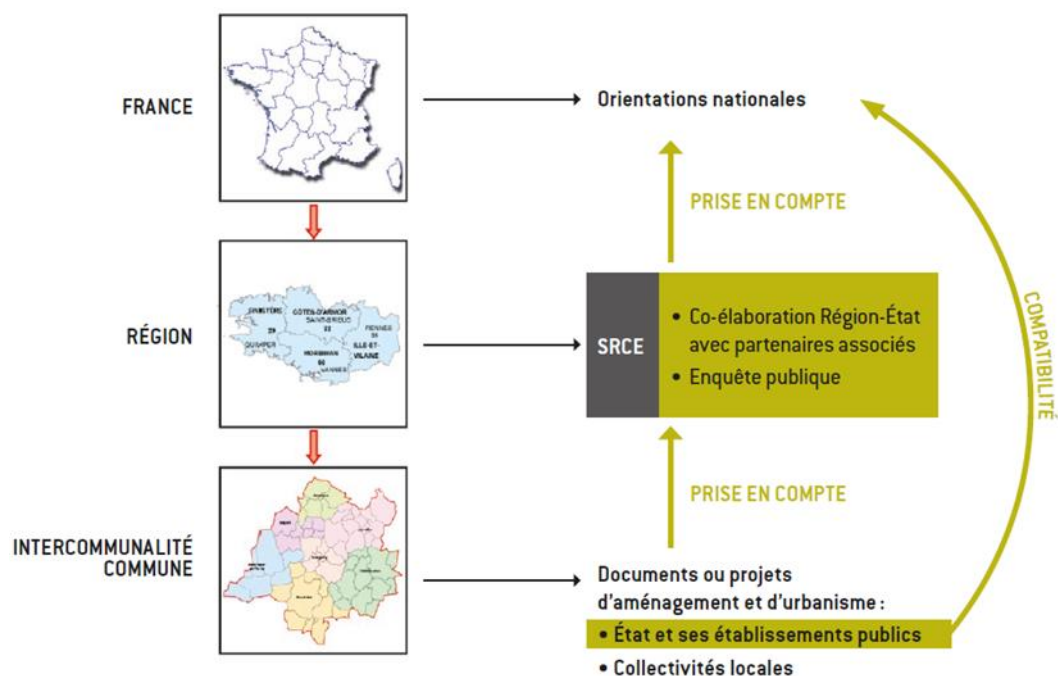 FRANCE
Orientations nationales
PRISE EN COMPTE
RÉGION
FINISTÈRE
29
QUIMPER
CÔTES-D'ARMOR
SAINT-BRIEUC
22
RENNES
35
ILLE-ET-
VILAINE
MORBIHAN
56
VANNES
SRCE
• Co-élaboration Région-État
avec partenaires associés
• Enquête publique
COMPATIBILITÉ
PRISE EN COMPTE
INTERCOMMUNALITÉ
COMMUNE
Documents ou projets
d'aménagement et d'urbanisme :
• État et ses établissements publics
• Collectivités locales